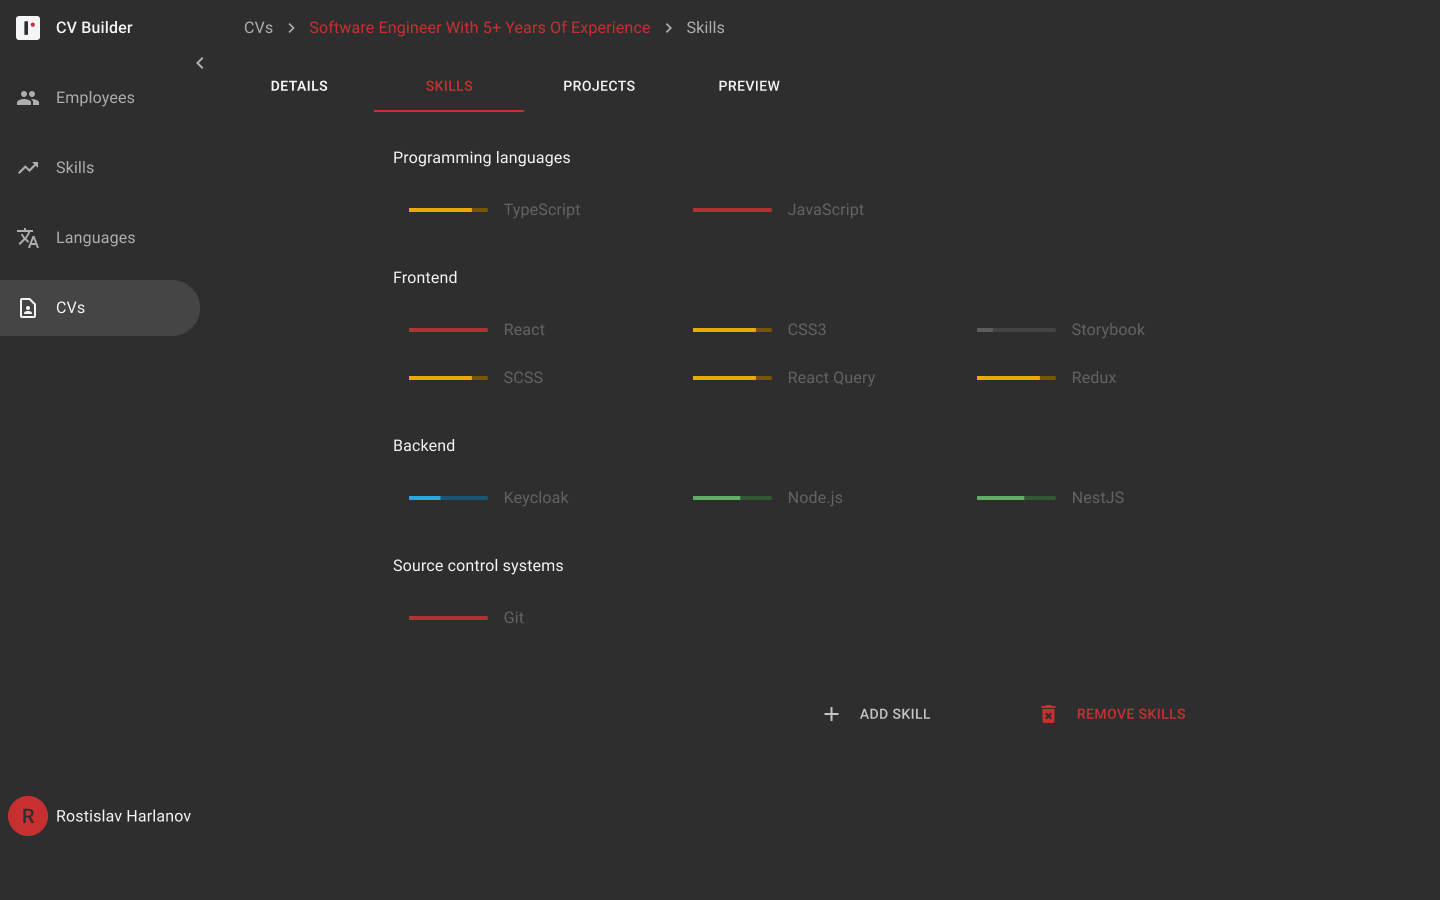 CV Builder
CVs > Software Engineer With 5+ Years Of Experience > Skills
DETAILS SKILLS PROJECTS PREVIEW
Employees
Skills
Languages
CVs
Programming languages
TypeScript JavaScript
Frontend
React CSS3 Storybook
SCSS React Query Redux
Backend
Keycloak Node.js NestJS
Source control systems
Git
ADD SKILL REMOVE SKILLS
R Rostislav Harlanov